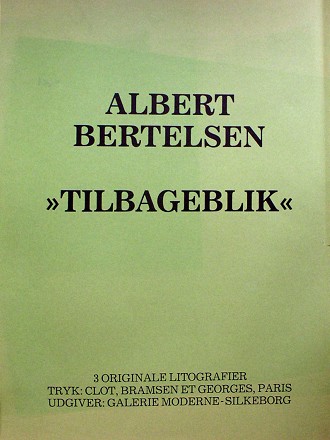 ALBERT
BERTELSEN
»TILBAGEBLIK«
3 ORIGINALE LITOGRAFIER
TRYK: CLOT, BRAMSEN ET GEORGES, PARIS
UDGIVER: GALERIE MODERNE-SILKEBORG